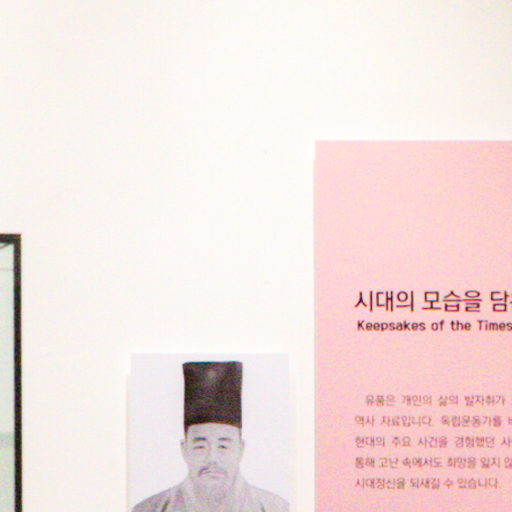 시대의 모습을 담
Keepsakes of the Times
유품은 개인의 삶의 발자취가
역사 자료입니다. 독립운동가를
현대의 주요 사건을 경험했던
통해 고난 속에서도 희망을 잃지
시대정신을 되새길 수 있습니다.